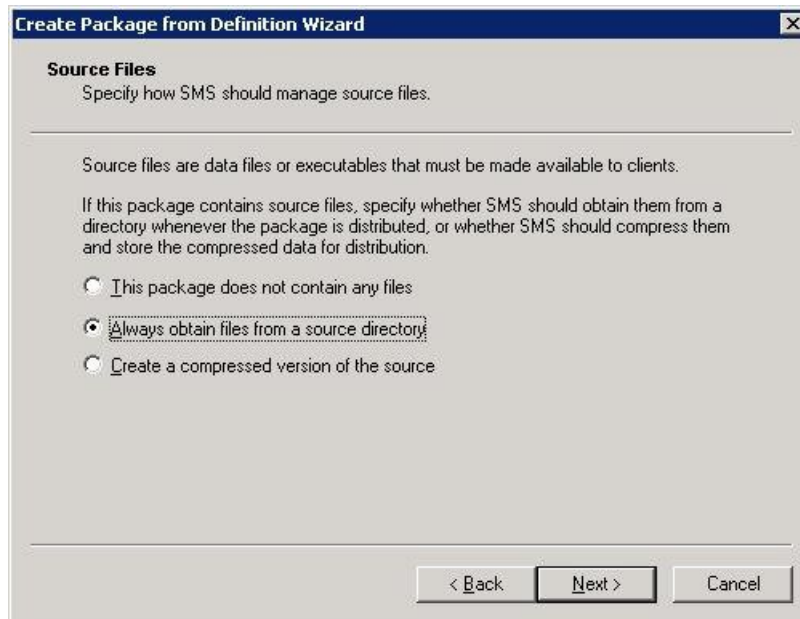 Create Package from Definition Wizard
Source Files
Specify how SMS should manage source files.
Source files are data files or executables that must be made available to clients.
If this package contains source files, specify whether SMS should obtain them from a
directory whenever the package is distributed, or whether SMS should compress them
and store the compressed data for distribution.
This package does not contain any files
Always obtain files from a source directory
Create a compressed version of the source
< Back Next > Cancel